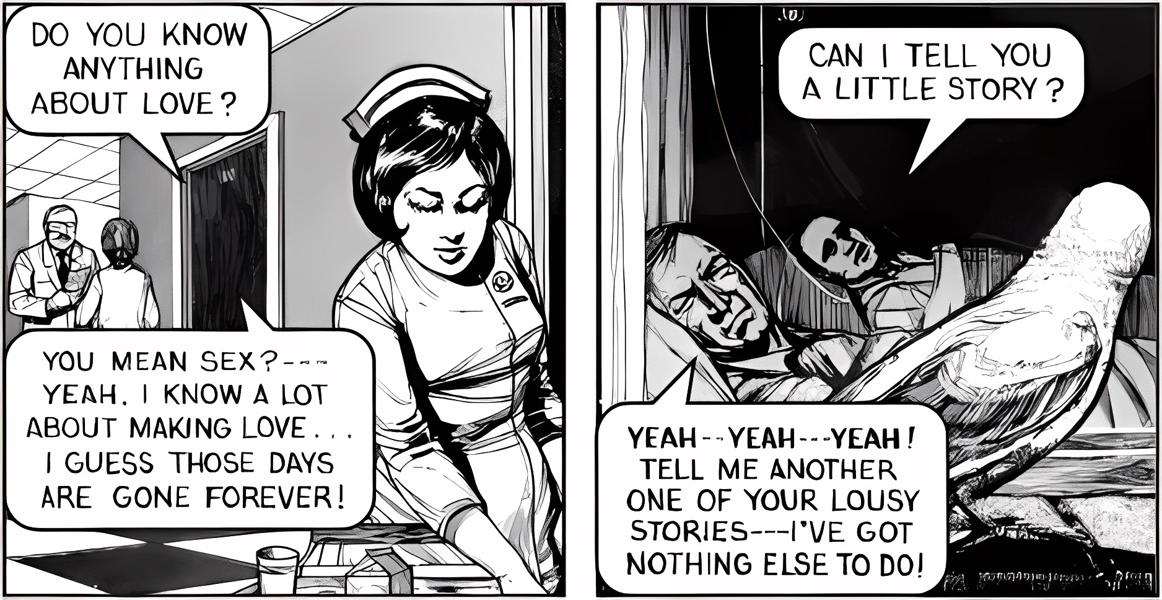 DO YOU KNOW
ANYTHING
ABOUT LOVE?
YOU MEAN SEX?---
YEAH. I KNOW A LOT
ABOUT MAKING LOVE...
I GUESS THOSE DAYS
ARE GONE FOREVER!
CAN I TELL YOU
A LITTLE STORY?
YEAH--YEAH---YEAH!
TELL ME ANOTHER
ONE OF YOUR LOUSY
STORIES---I'VE GOT
NOTHING ELSE TO DO!